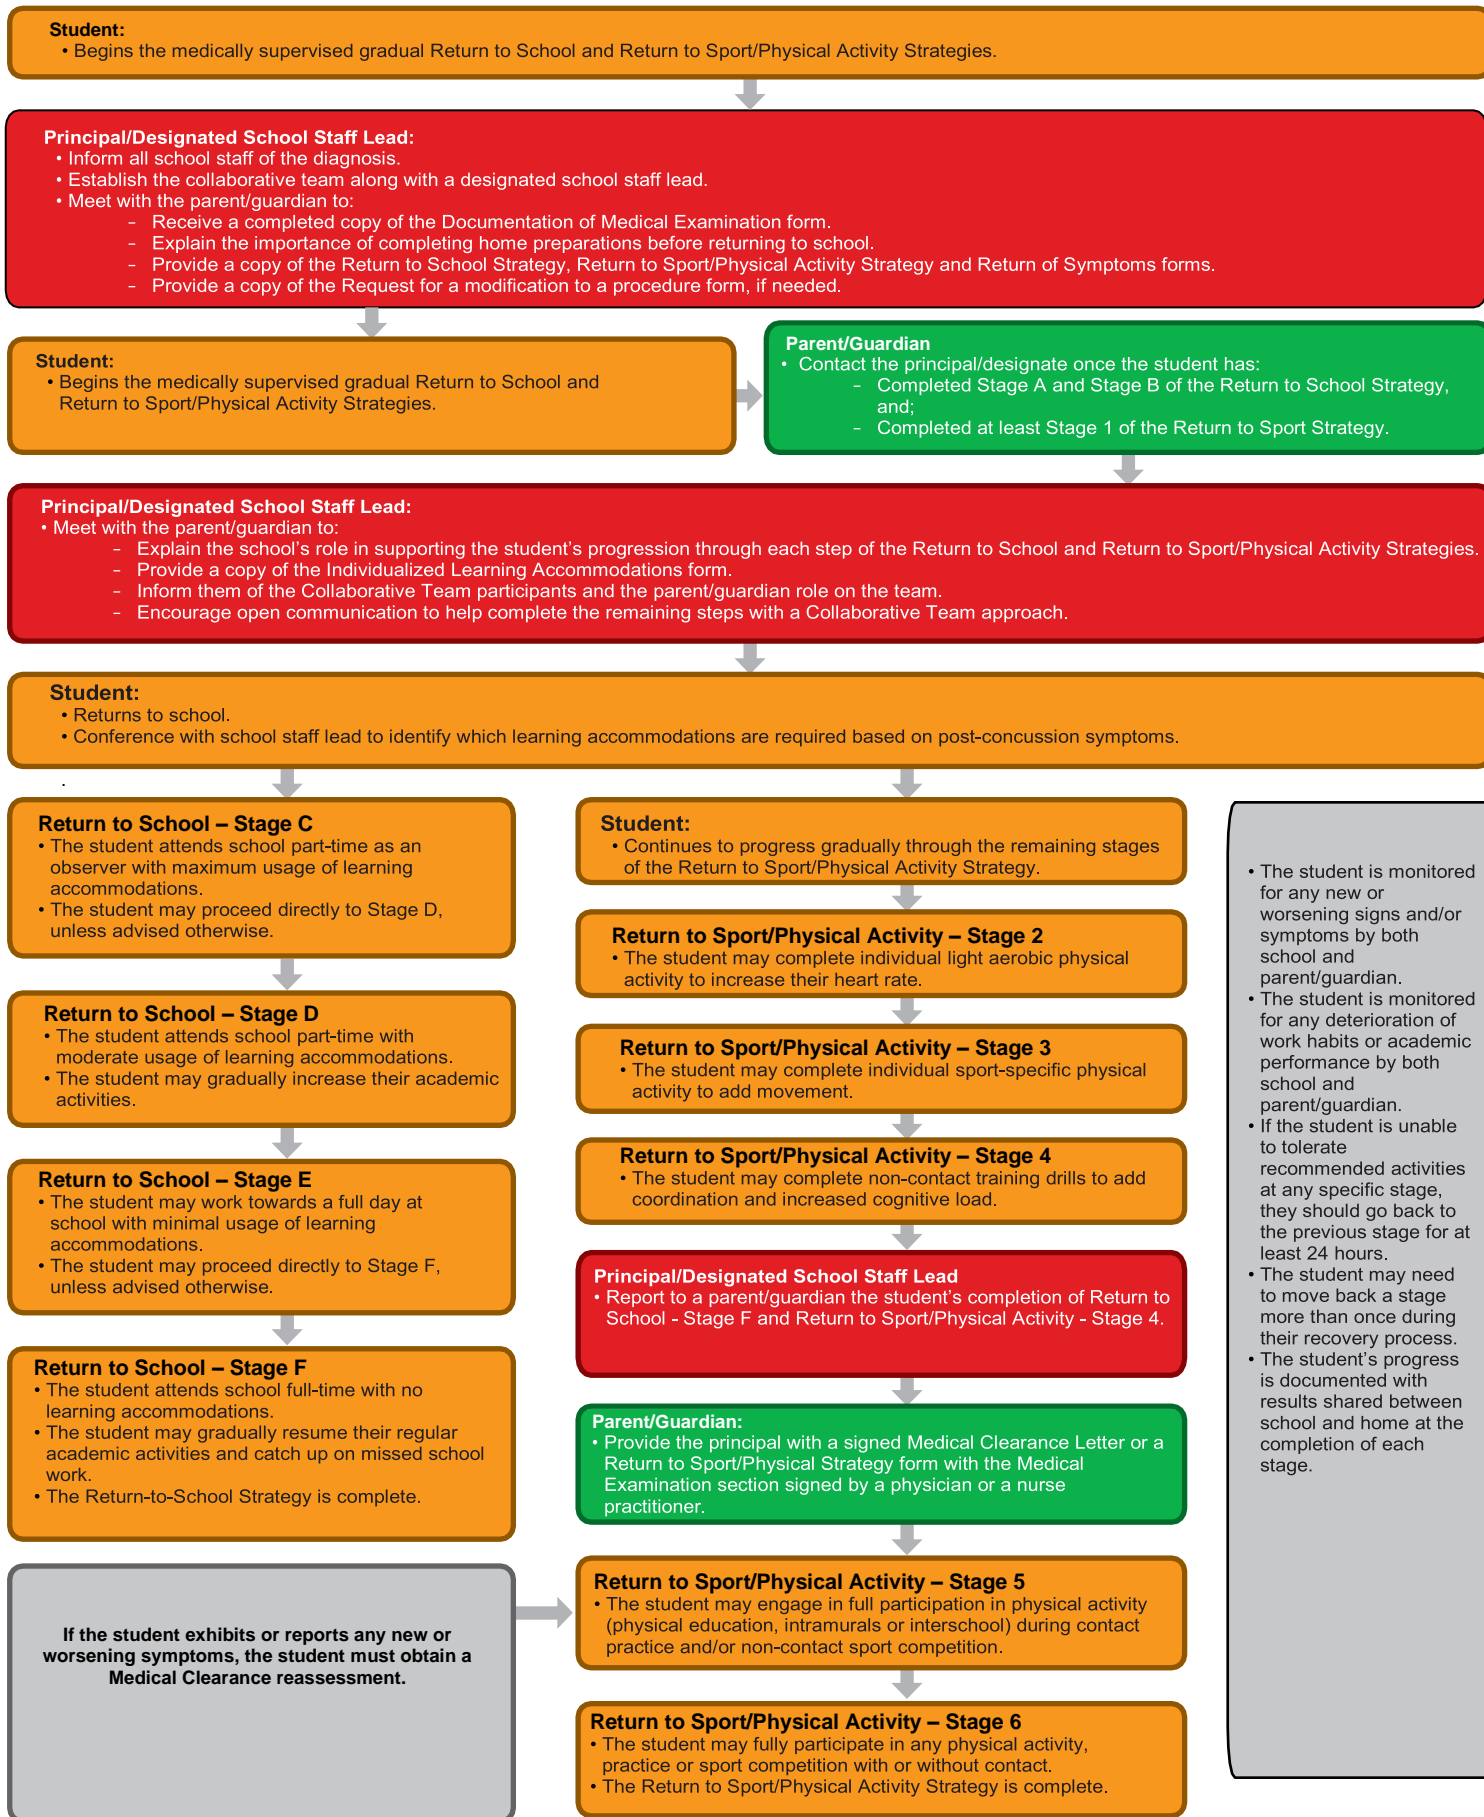 Student:
• Begins the medically supervised gradual Return to School and Return to Sport/Physical Activity Strategies.
Principal/Designated School Staff Lead:
• Inform all school staff of the diagnosis.
• Establish the collaborative team along with a designated school staff lead.
• Meet with the parent/guardian to:
– Receive a completed copy of the Documentation of Medical Examination form.
– Explain the importance of completing home preparations before returning to school.
– Provide a copy of the Return to School Strategy, Return to Sport/Physical Activity Strategy and Return of Symptoms forms.
– Provide a copy of the Request for a modification to a procedure form, if needed.
Student:
• Begins the medically supervised gradual Return to School and
Return to Sport/Physical Activity Strategies.
Parent/Guardian
• Contact the principal/designate once the student has:
– Completed Stage A and Stage B of the Return to School Strategy,
and;
– Completed at least Stage 1 of the Return to Sport Strategy.
Principal/Designated School Staff Lead:
• Meet with the parent/guardian to:
– Explain the school’s role in supporting the student’s progression through each step of the Return to School and Return to Sport/Physical Activity Strategies.
– Provide a copy of the Individualized Learning Accommodations form.
– Inform them of the Collaborative Team participants and the parent/guardian role on the team.
– Encourage open communication to help complete the remaining steps with a Collaborative Team approach.
Student:
• Returns to school.
• Conference with school staff lead to identify which learning accommodations are required based on post-concussion symptoms.
.
Return to School – Stage C
• The student attends school part-time as an
observer with maximum usage of learning
accommodations.
• The student may proceed directly to Stage D,
unless advised otherwise.
Return to School – Stage D
• The student attends school part-time with
moderate usage of learning accommodations.
• The student may gradually increase their academic
activities.
Return to School – Stage E
• The student may work towards a full day at
school with minimal usage of learning
accommodations.
• The student may proceed directly to Stage F,
unless advised otherwise.
Return to School – Stage F
• The student attends school full-time with no
learning accommodations.
• The student may gradually resume their regular
academic activities and catch up on missed school
work.
• The Return-to-School Strategy is complete.
If the student exhibits or reports any new or
worsening symptoms, the student must obtain a
Medical Clearance reassessment.
Student:
• Continues to progress gradually through the remaining stages
of the Return to Sport/Physical Activity Strategy.
Return to Sport/Physical Activity – Stage 2
• The student may complete individual light aerobic physical
activity to increase their heart rate.
Return to Sport/Physical Activity – Stage 3
• The student may complete individual sport-specific physical
activity to add movement.
Return to Sport/Physical Activity – Stage 4
• The student may complete non-contact training drills to add
coordination and increased cognitive load.
Principal/Designated School Staff Lead
• Report to a parent/guardian the student’s completion of Return to
School - Stage F and Return to Sport/Physical Activity - Stage 4.
Parent/Guardian:
• Provide the principal with a signed Medical Clearance Letter or a
Return to Sport/Physical Strategy form with the Medical
Examination section signed by a physician or a nurse
practitioner.
Return to Sport/Physical Activity – Stage 5
• The student may engage in full participation in physical activity
(physical education, intramurals or interschool) during contact
practice and/or non-contact sport competition.
Return to Sport/Physical Activity – Stage 6
• The student may fully participate in any physical activity,
practice or sport competition with or without contact.
• The Return to Sport/Physical Activity Strategy is complete.
• The student is monitored
for any new or
worsening signs and/or
symptoms by both
school and
parent/guardian.
• The student is monitored
for any deterioration of
work habits or academic
performance by both
school and
parent/guardian.
• If the student is unable
to tolerate
recommended activities
at any specific stage,
they should go back to
the previous stage for at
least 24 hours.
• The student may need
to move back a stage
more than once during
their recovery process.
• The student’s progress
is documented with
results shared between
school and home at the
completion of each
stage.